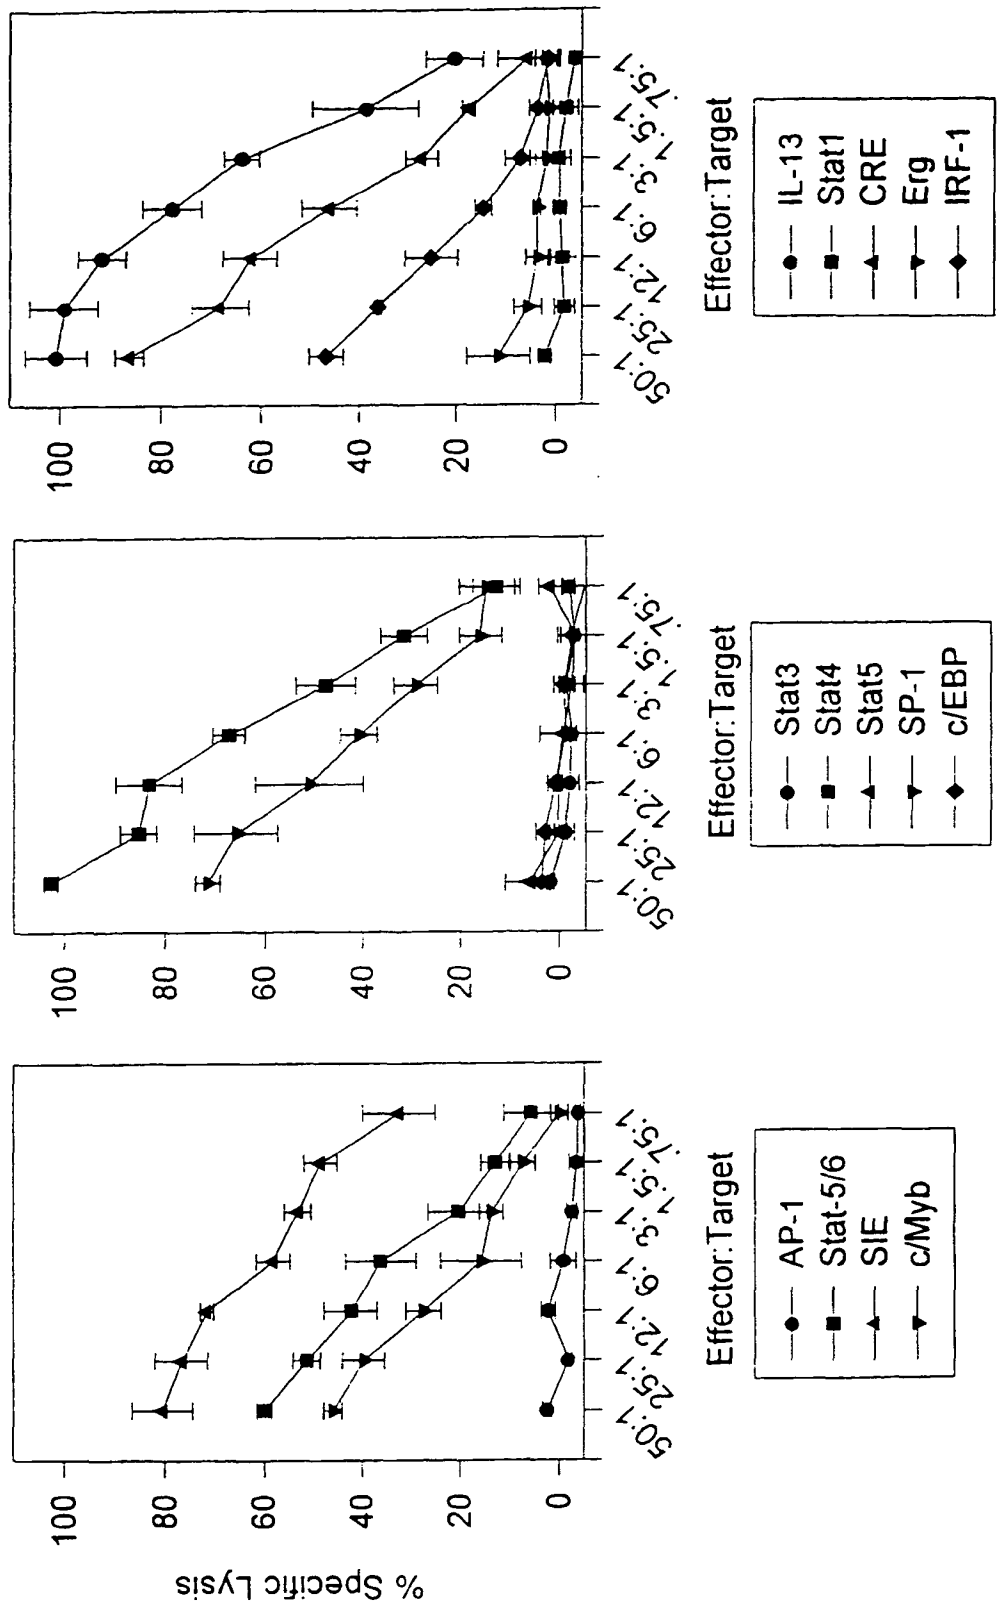 % Specific Lysis
100
80
60
40
20
0
50:1
25:1
12:1
6:1
3:1
1.5:1
.75:1
Effector:Target
AP-1
Stat-5/6
SIE
c/Myb
100
80
60
40
20
0
50:1
25:1
12:1
6:1
3:1
1.5:1
.75:1
Effector:Target
Stat3
Stat4
Stat5
SP-1
c/EBP
100
80
60
40
20
0
50:1
25:1
12:1
6:1
3:1
1.5:1
.75:1
Effector:Target
IL-13
Stat1
CRE
Erg
IRF-1